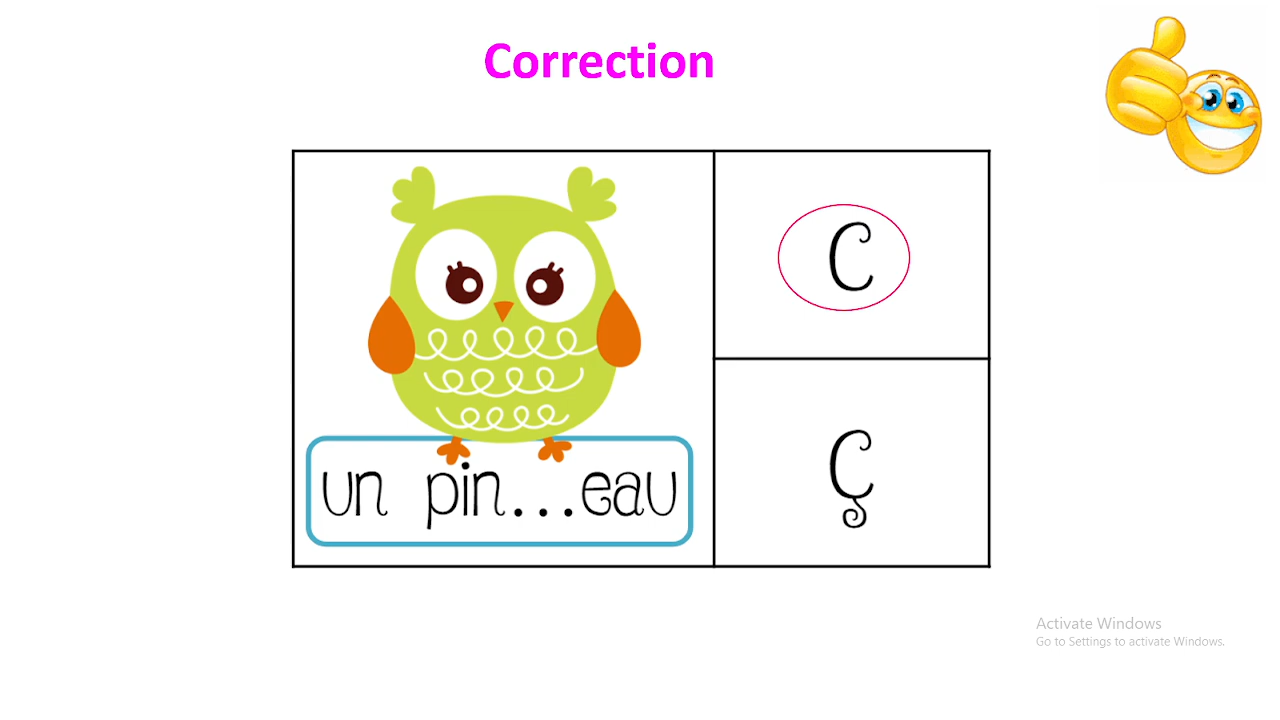 Correction
c
un pin...eau
ç
Activate Windows
Go to Settings to activate Windows.